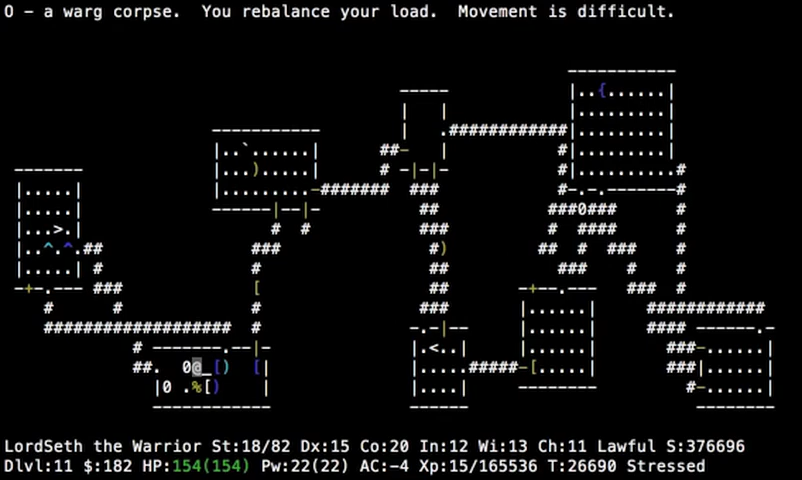 O - a warg corpse.  You rebalance your load.  Movement is difficult.
LordSeth the Warrior St:18/82 Dx:15 Co:20 In:12 Wi:13 Ch:11 Lawful S:376696
Dlvl:11 $:182 HP:154(154) Pw:22(22) AC:-4 Xp:15/165536 T:26690 Stressed